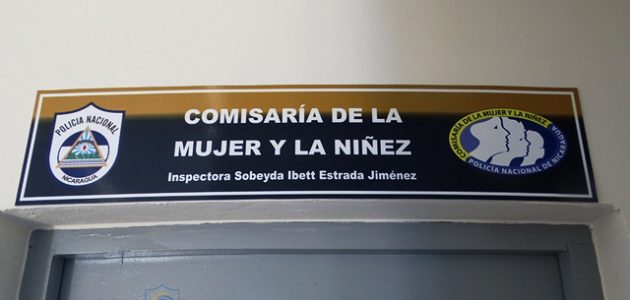 COMISARÍA DE LA
MUJER Y LA NIÑEZ
Inspectora Sobeyda Ibett Estrada Jiménez
POLICIA NACIONAL
NICARAGUA
COMISARÍA DE LA MUJER Y LA NIÑEZ
POLICIA NACIONAL DE NICARAGUA